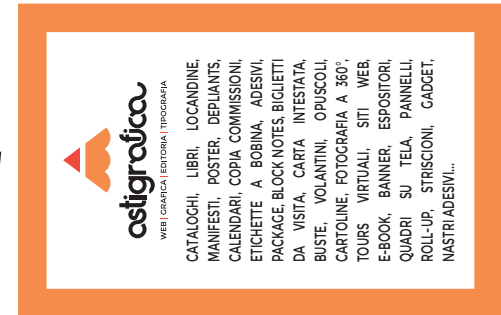 astigrafica
WEB | GRAFICA | EDITORIA | TIPOGRAFIA
CATALOGHI, LIBRI, LOCANDINE,
MANIFESTI, POSTER, DEPLIANTS,
CALENDARI, COPIA COMMISSIONI,
ETICHETTE A BOBINA, ADESIVI,
PACKAGE, BLOCK NOTES, BIGLIETTI
DA VISITA, CARTA INTESTATA,
BUSTE, VOLANTINI, OPUSCOLI,
CARTOLINE, FOTOGRAFIA A 360°,
TOURS VIRTUALI, SITI WEB,
E-BOOK, BANNER, ESPOSITORI,
QUADRI SU TELA, PANNELLI,
ROLL-UP, STRISCIONI, GADGET,
NASTRI ADESIVI...